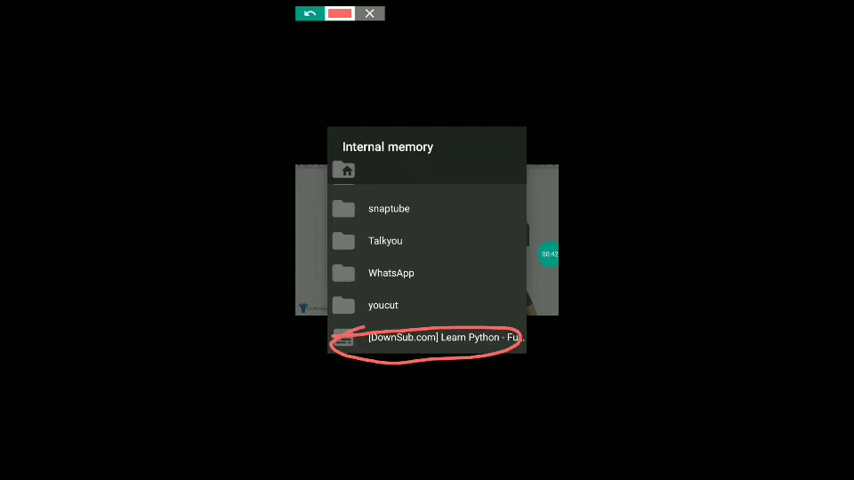 Internal memory
snaptube
Talkyou
00:42
WhatsApp
youcut
[DownSub.com] Learn Python - Fu...